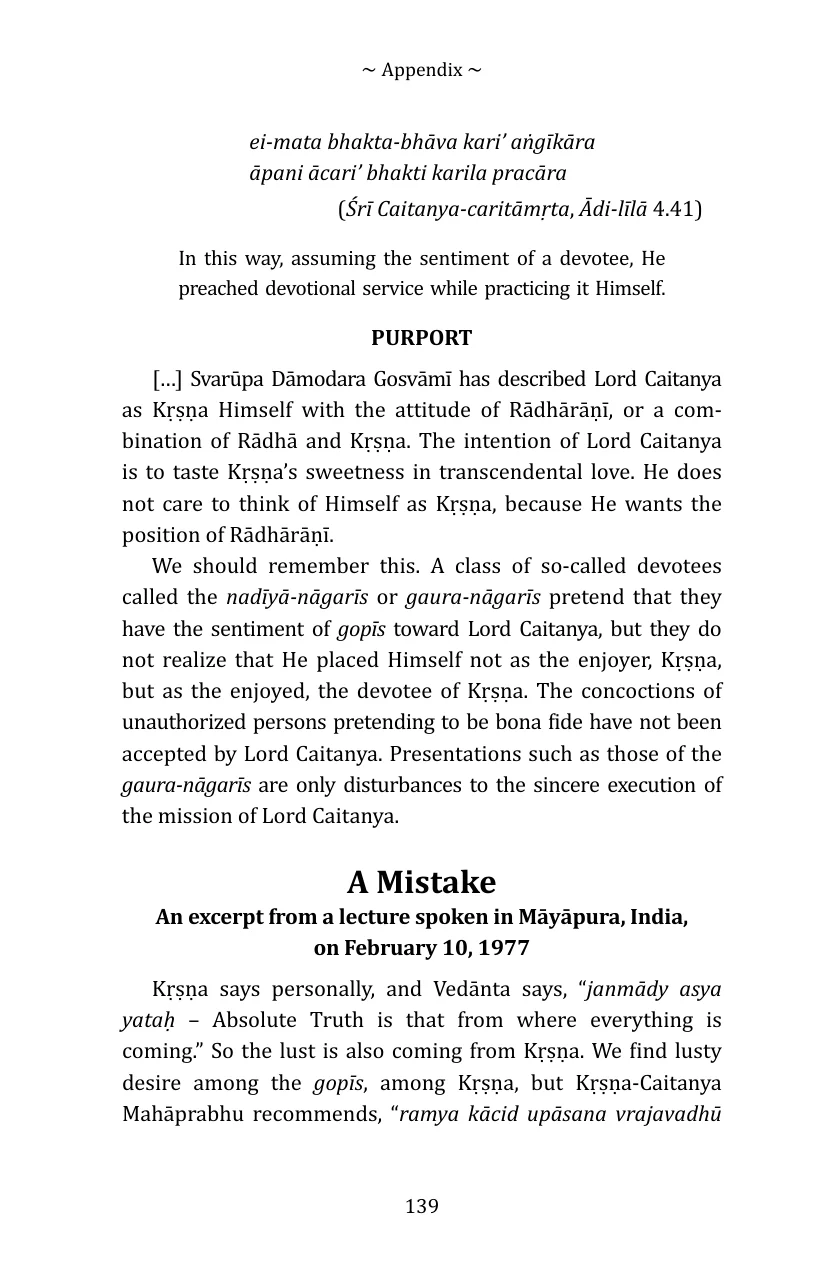 ~ Appendix ~
ei-mata bhakta-bhāva kari’ aṅgīkāra
āpani ācari’ bhakti karila pracāra
(Śrī Caitanya-caritāmṛta, Ādi-līlā 4.41)
In this way, assuming the sentiment of a devotee, He
preached devotional service while practicing it Himself.
PURPORT
[…] Svarūpa Dāmodara Gosvāmī has described Lord Caitanya
as Kṛṣṇa Himself with the attitude of Rādhārāṇī, or a com-
bination of Rādhā and Kṛṣṇa. The intention of Lord Caitanya
is to taste Kṛṣṇa’s sweetness in transcendental love. He does
not care to think of Himself as Kṛṣṇa, because He wants the
position of Rādhārāṇī.
We should remember this. A class of so-called devotees
called the nadīyā-nāgarīs or gaura-nāgarīs pretend that they
have the sentiment of gopīs toward Lord Caitanya, but they do
not realize that He placed Himself not as the enjoyer, Kṛṣṇa,
but as the enjoyed, the devotee of Kṛṣṇa. The concoctions of
unauthorized persons pretending to be bona fide have not been
accepted by Lord Caitanya. Presentations such as those of the
gaura-nāgarīs are only disturbances to the sincere execution of
the mission of Lord Caitanya.
A Mistake
An excerpt from a lecture spoken in Māyāpura, India,
on February 10, 1977
Kṛṣṇa says personally, and Vedānta says, “janmādy asya
yataḥ – Absolute Truth is that from where everything is
coming.” So the lust is also coming from Kṛṣṇa. We find lusty
desire among the gopīs, among Kṛṣṇa, but Kṛṣṇa-Caitanya
Mahāprabhu recommends, “ramya kācid upāsana vrajavadhū
139